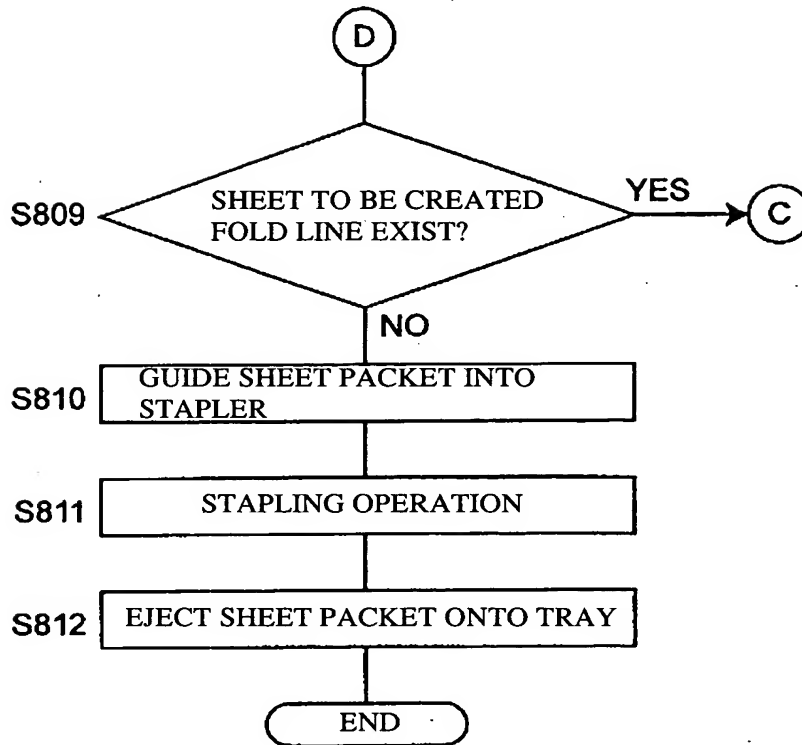 D
S809
SHEET TO BE CREATED
FOLD LINE EXIST?
YES
C
NO
S810
GUIDE SHEET PACKET INTO
STAPLER
S811
STAPLING OPERATION
S812
EJECT SHEET PACKET ONTO TRAY
END